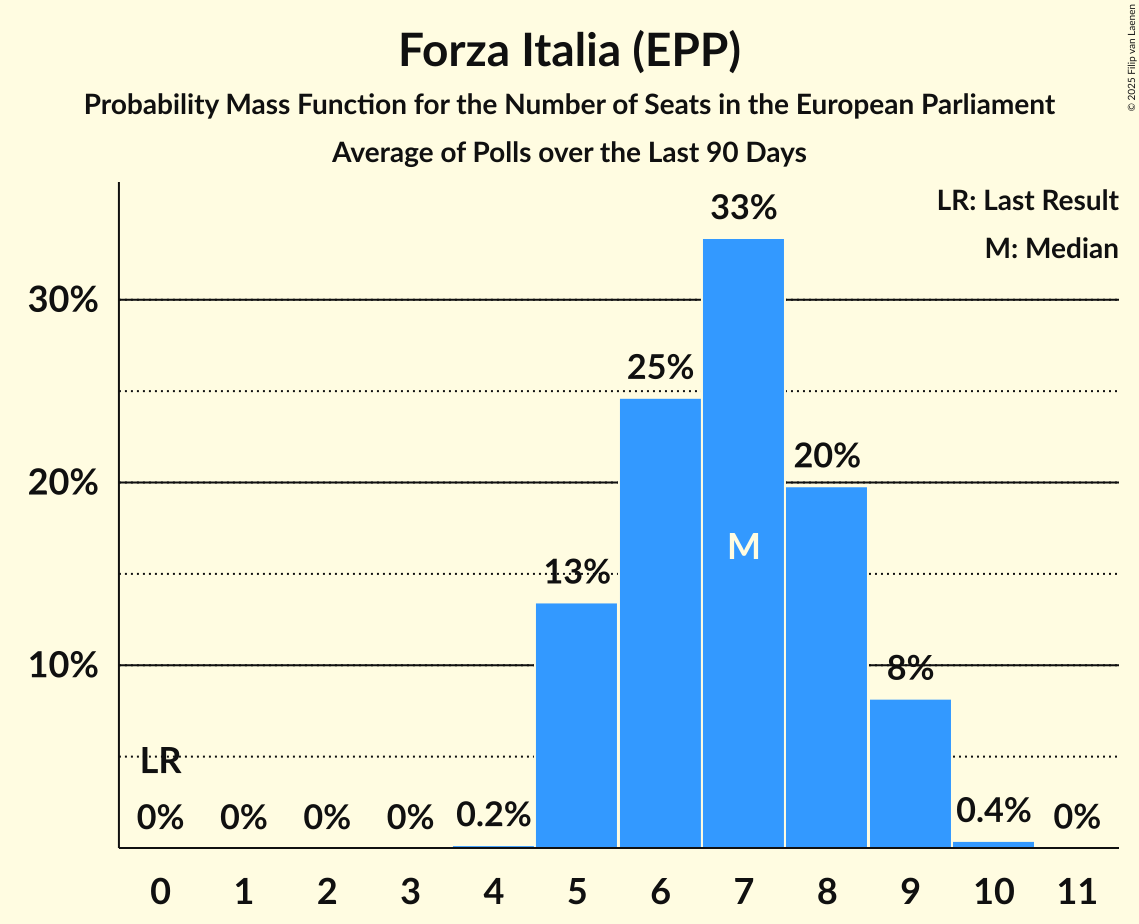 Forza Italia (EPP)
Probability Mass Function for the Number of Seats in the European Parliament
Average of Polls over the Last 90 Days
© 2025 Filip van Laenen
LR: Last Result
M: Median
30%
20%
10%
LR
0%
0%
0%
0%
0.2%
13%
25%
33%
M
20%
8%
0.4%
0%
0 1 2 3 4 5 6 7 8 9 10 11